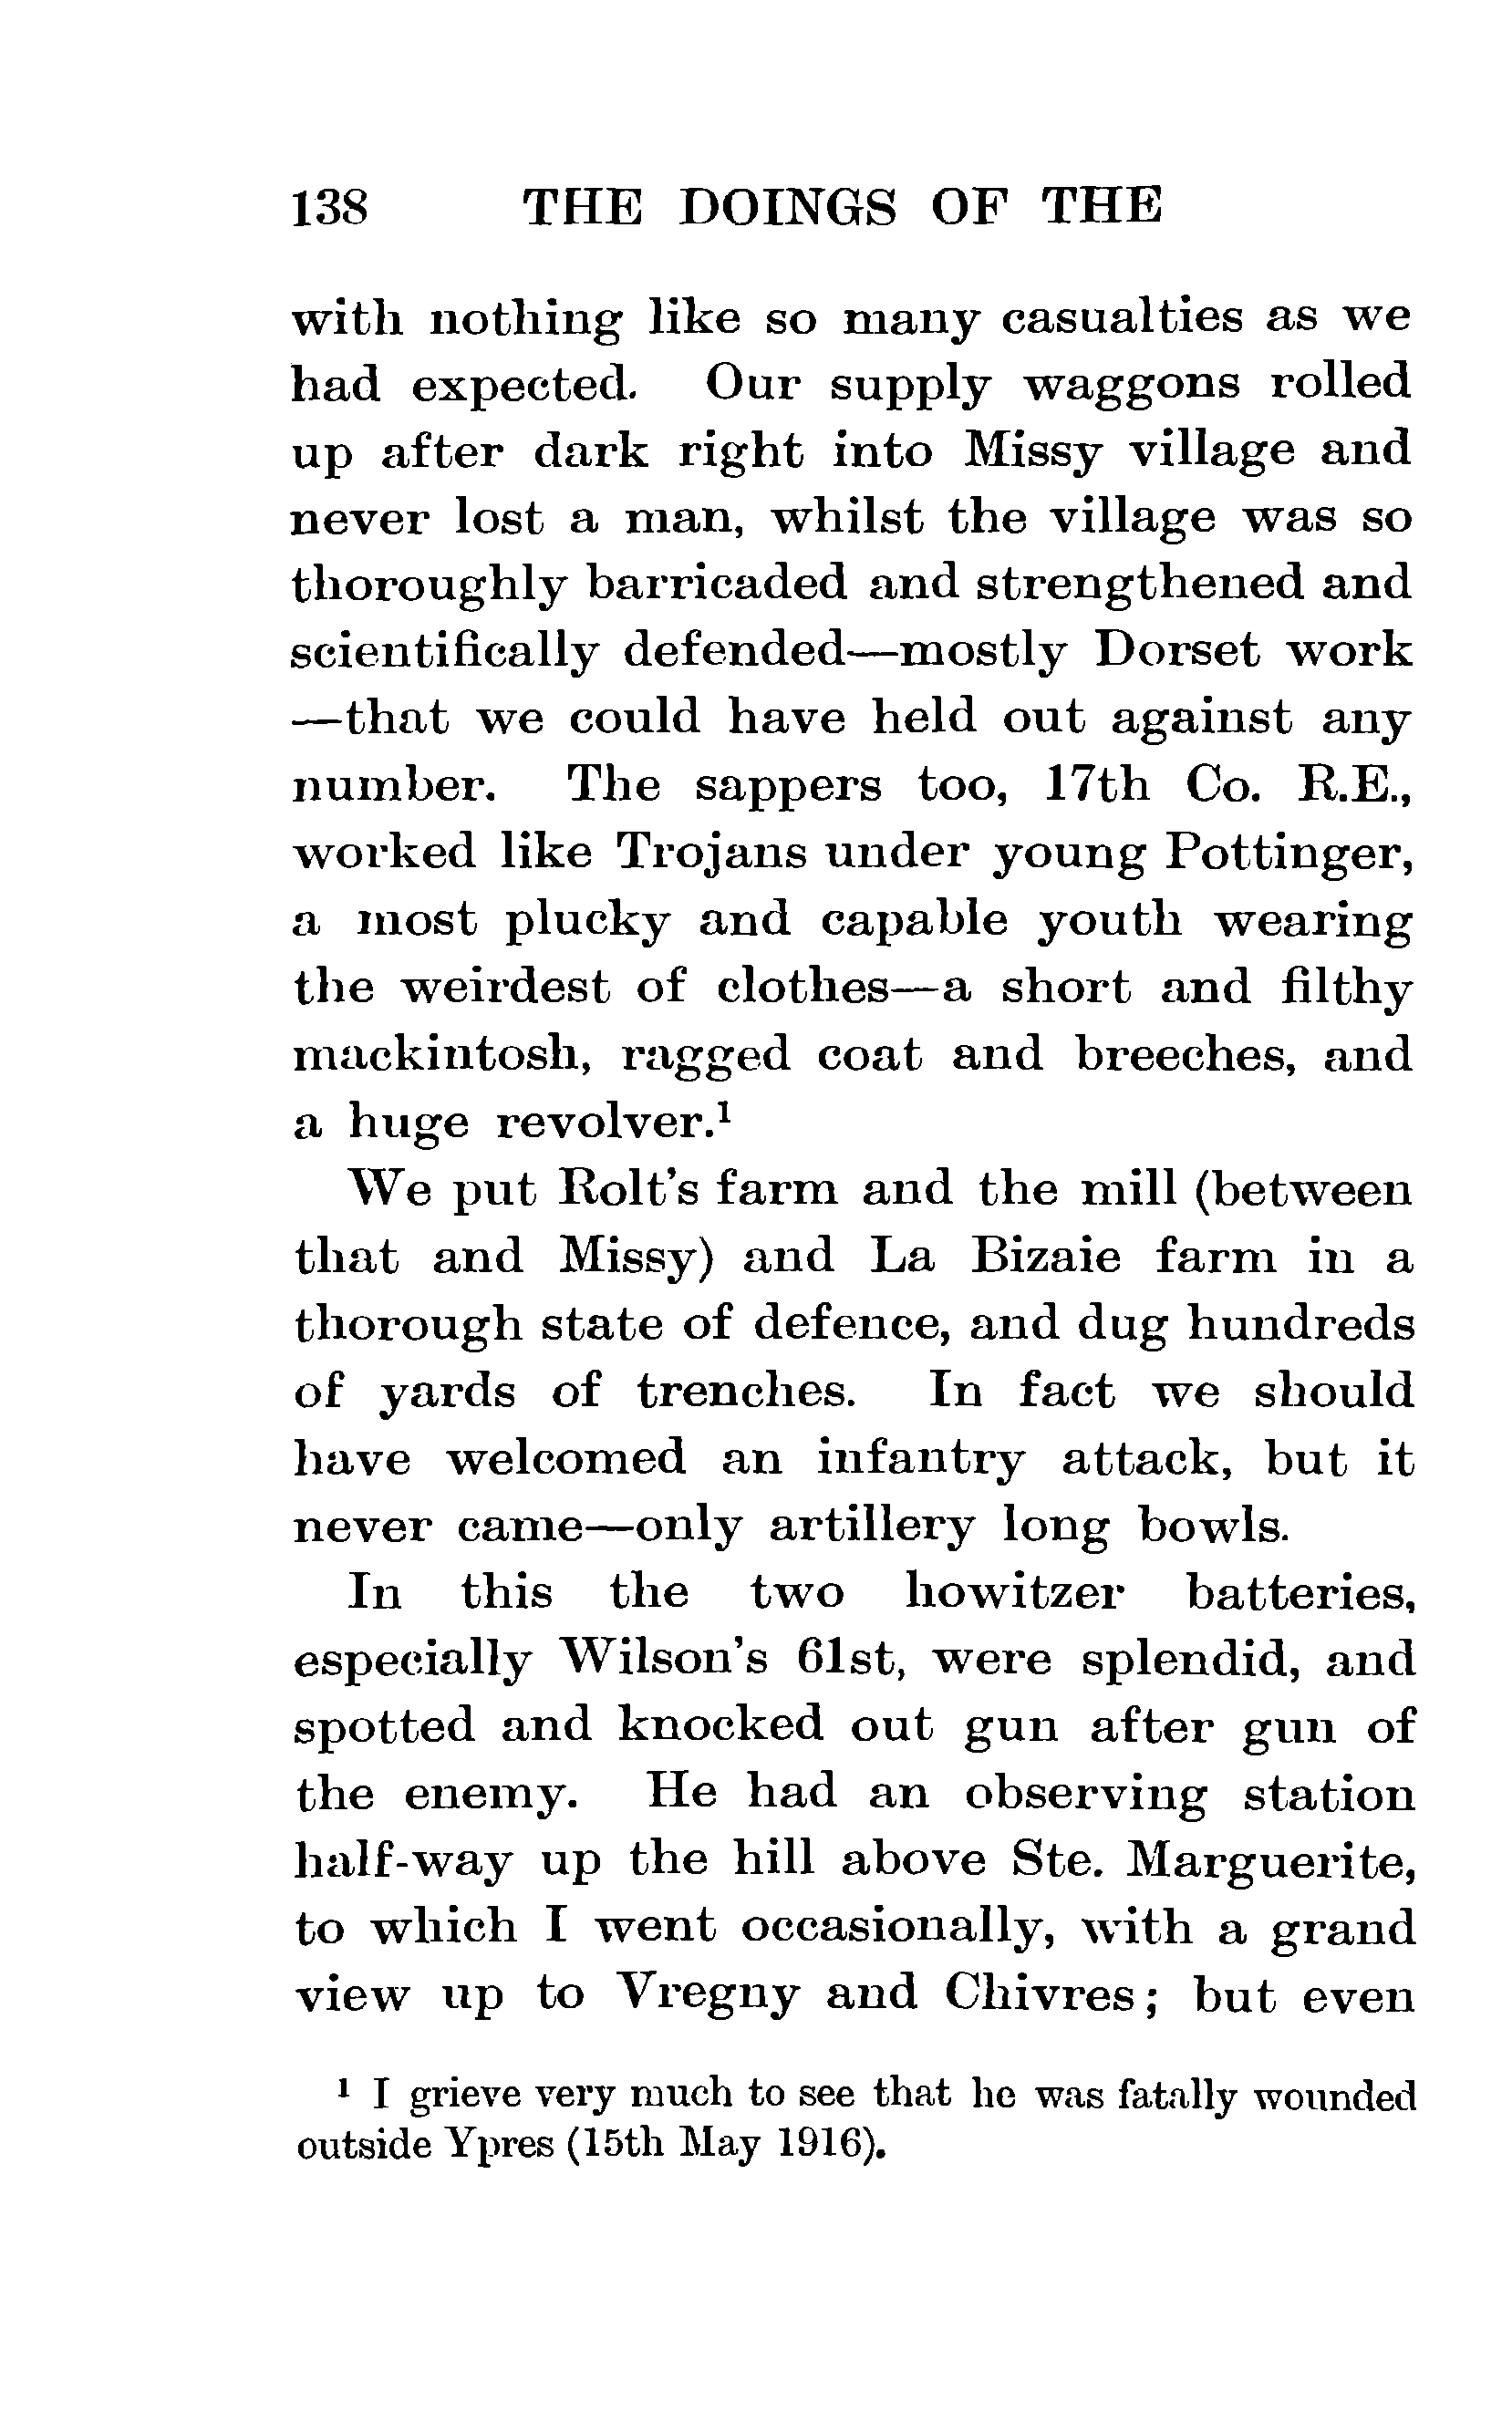 138 THE DOINGS OF THE
with nothing like so many casualties as we
had expected. Our supply waggons rolled
up after dark right into Missy village and
never lost a man, whilst the village was so
thoroughly barricaded and strengthened and
scientifically defended—mostly Dorset work
—that we could have held out against any
number. The sappers too, 17th Co. R.E.,
worked like Trojans under young Pottinger,
a most plucky and capable youth wearing
the weirdest of clothes—a short and filthy
mackintosh, ragged coat and breeches, and
a huge revolver.¹
We put Rolt's farm and the mill (between
that and Missy) and La Bizaie farm in a
thorough state of defence, and dug hundreds
of yards of trenches. In fact we should
have welcomed an infantry attack, but it
never came—only artillery long bowls.
In this the two howitzer batteries,
especially Wilson's 61st, were splendid, and
spotted and knocked out gun after gun of
the enemy. He had an observing station
half-way up the hill above Ste. Marguerite,
to which I went occasionally, with a grand
view up to Vregny and Chivres; but even
¹ I grieve very much to see that he was fatally wounded
outside Ypres (15th May 1916).